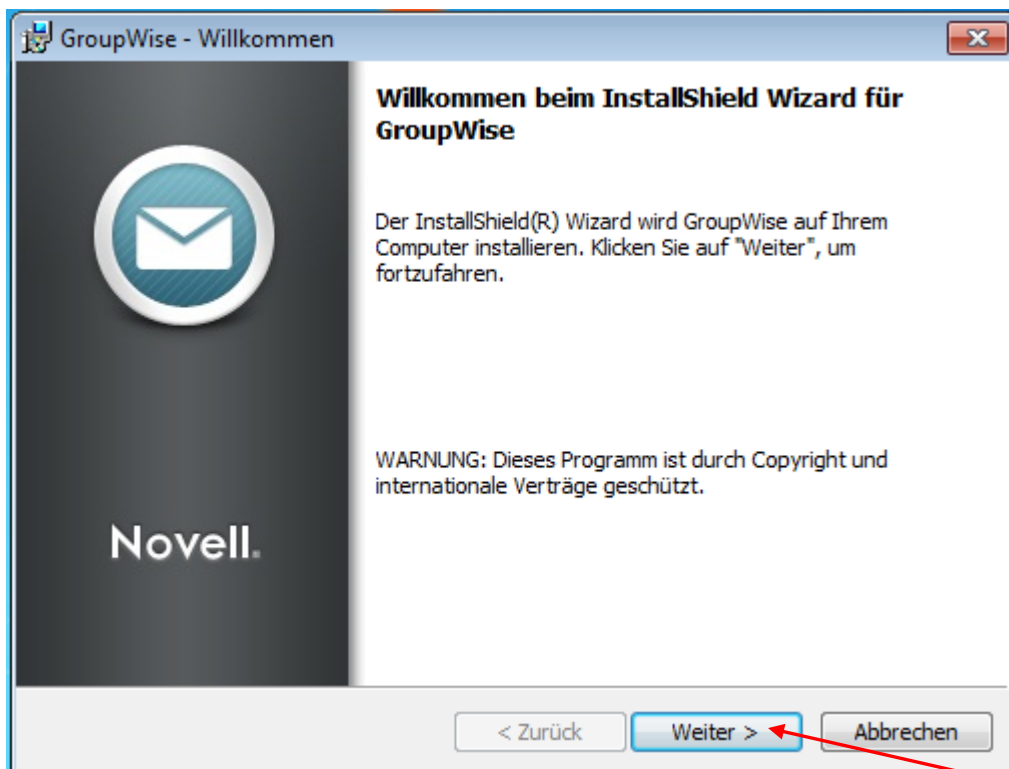 GroupWise - Willkommen
Willkommen beim InstallShield Wizard für
GroupWise
Der InstallShield(R) Wizard wird GroupWise auf Ihrem
Computer installieren. Klicken Sie auf "Weiter", um
fortzufahren.
WARNUNG: Dieses Programm ist durch Copyright und
internationale Verträge geschützt.
Novell.
< Zurück
Weiter >
Abbrechen